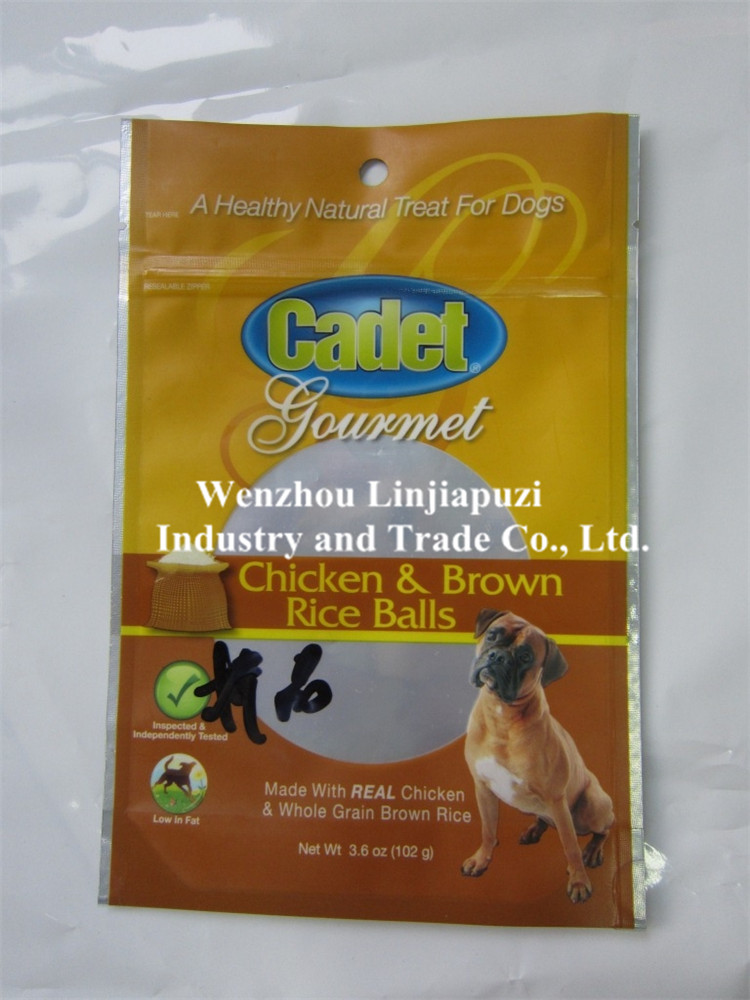 A Healthy Natural Treat For Dogs
TEAR HERE
RESEALABLE ZIPPER
Cadet®
Gourmet
Wenzhou Linjiapuzi
Industry and Trade Co., Ltd.
Chicken & Brown
Rice Balls
Inspected &
Independently Tested
Low in Fat
Made With REAL Chicken
& Whole Grain Brown Rice
Net Wt 3.6 oz (102 g)